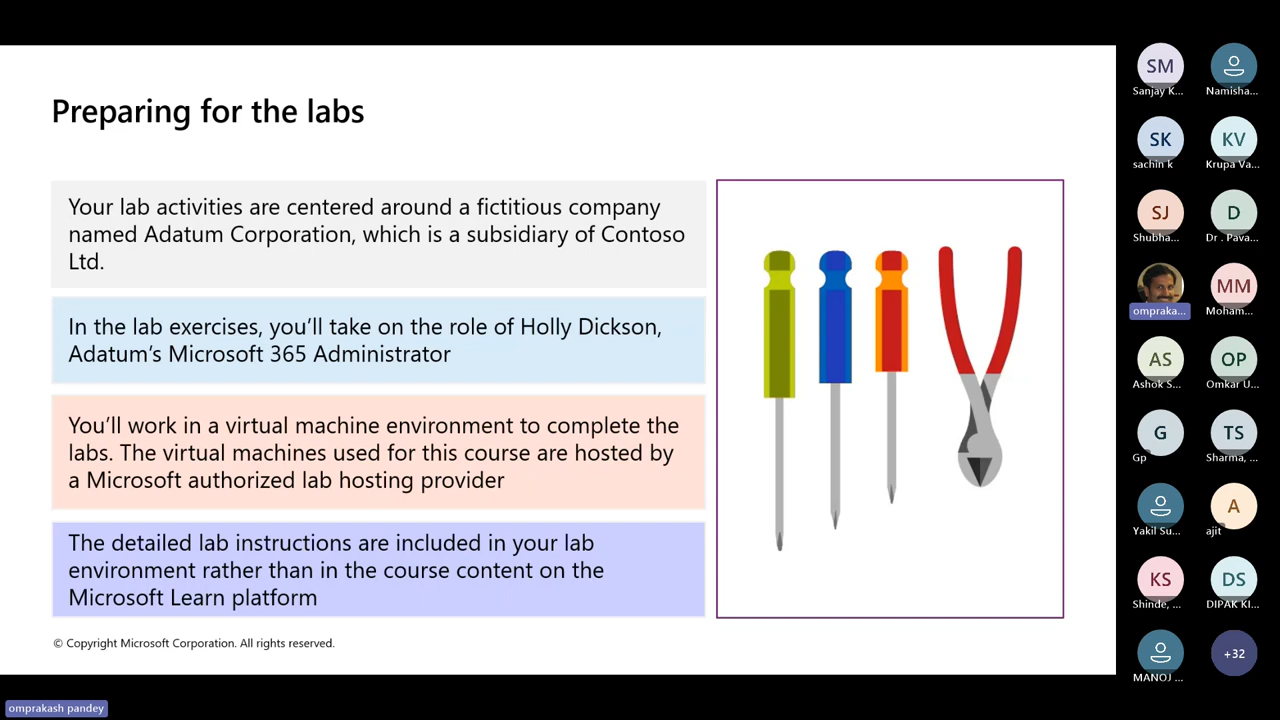 Preparing for the labs
Your lab activities are centered around a fictitious company
named Adatum Corporation, which is a subsidiary of Contoso
Ltd.
In the lab exercises, you’ll take on the role of Holly Dickson,
Adatum’s Microsoft 365 Administrator
You’ll work in a virtual machine environment to complete the
labs. The virtual machines used for this course are hosted by
a Microsoft authorized lab hosting provider
The detailed lab instructions are included in your lab
environment rather than in the course content on the
Microsoft Learn platform
© Copyright Microsoft Corporation. All rights reserved.
omprakash pandey
SM
Sanjay K...
Namisha...
SK
sachin k
KV
Krupa Va...
SJ
Shubha...
D
Dr . Pava...
ompraka...
MM
Moham...
AS
Ashok S...
OP
Omkar U...
G
Gp
TS
Sharma, ...
Yakil Su...
A
ajit
KS
Shinde, ...
DS
DIPAK KI...
MANOJ ...
+32